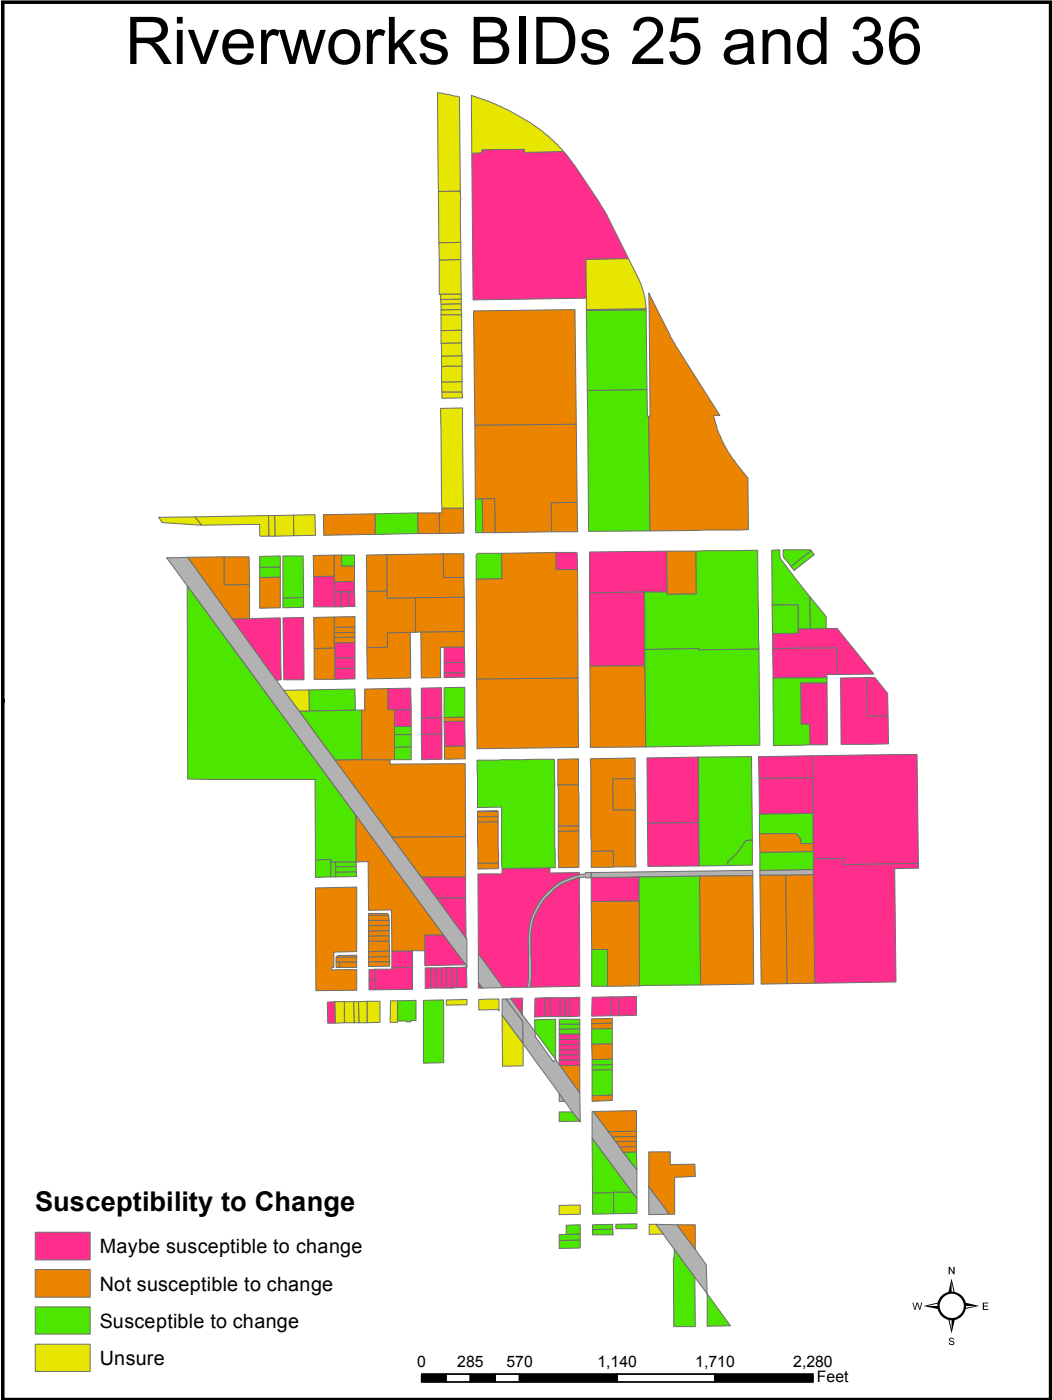 Riverworks BIDs 25 and 36
Susceptibility to Change
Maybe susceptible to change
Not susceptible to change
Susceptible to change
Unsure
0 285 570 1,140 1,710 2,280
Feet
N
W E
S